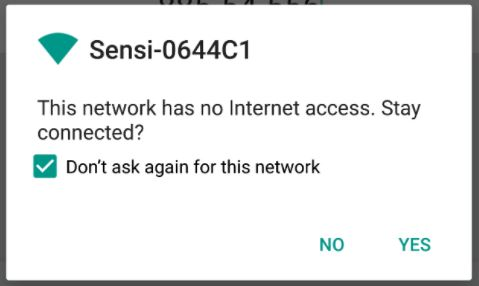 Sensi-0644C1
This network has no Internet access. Stay
connected?
Don't ask again for this network
NO YES